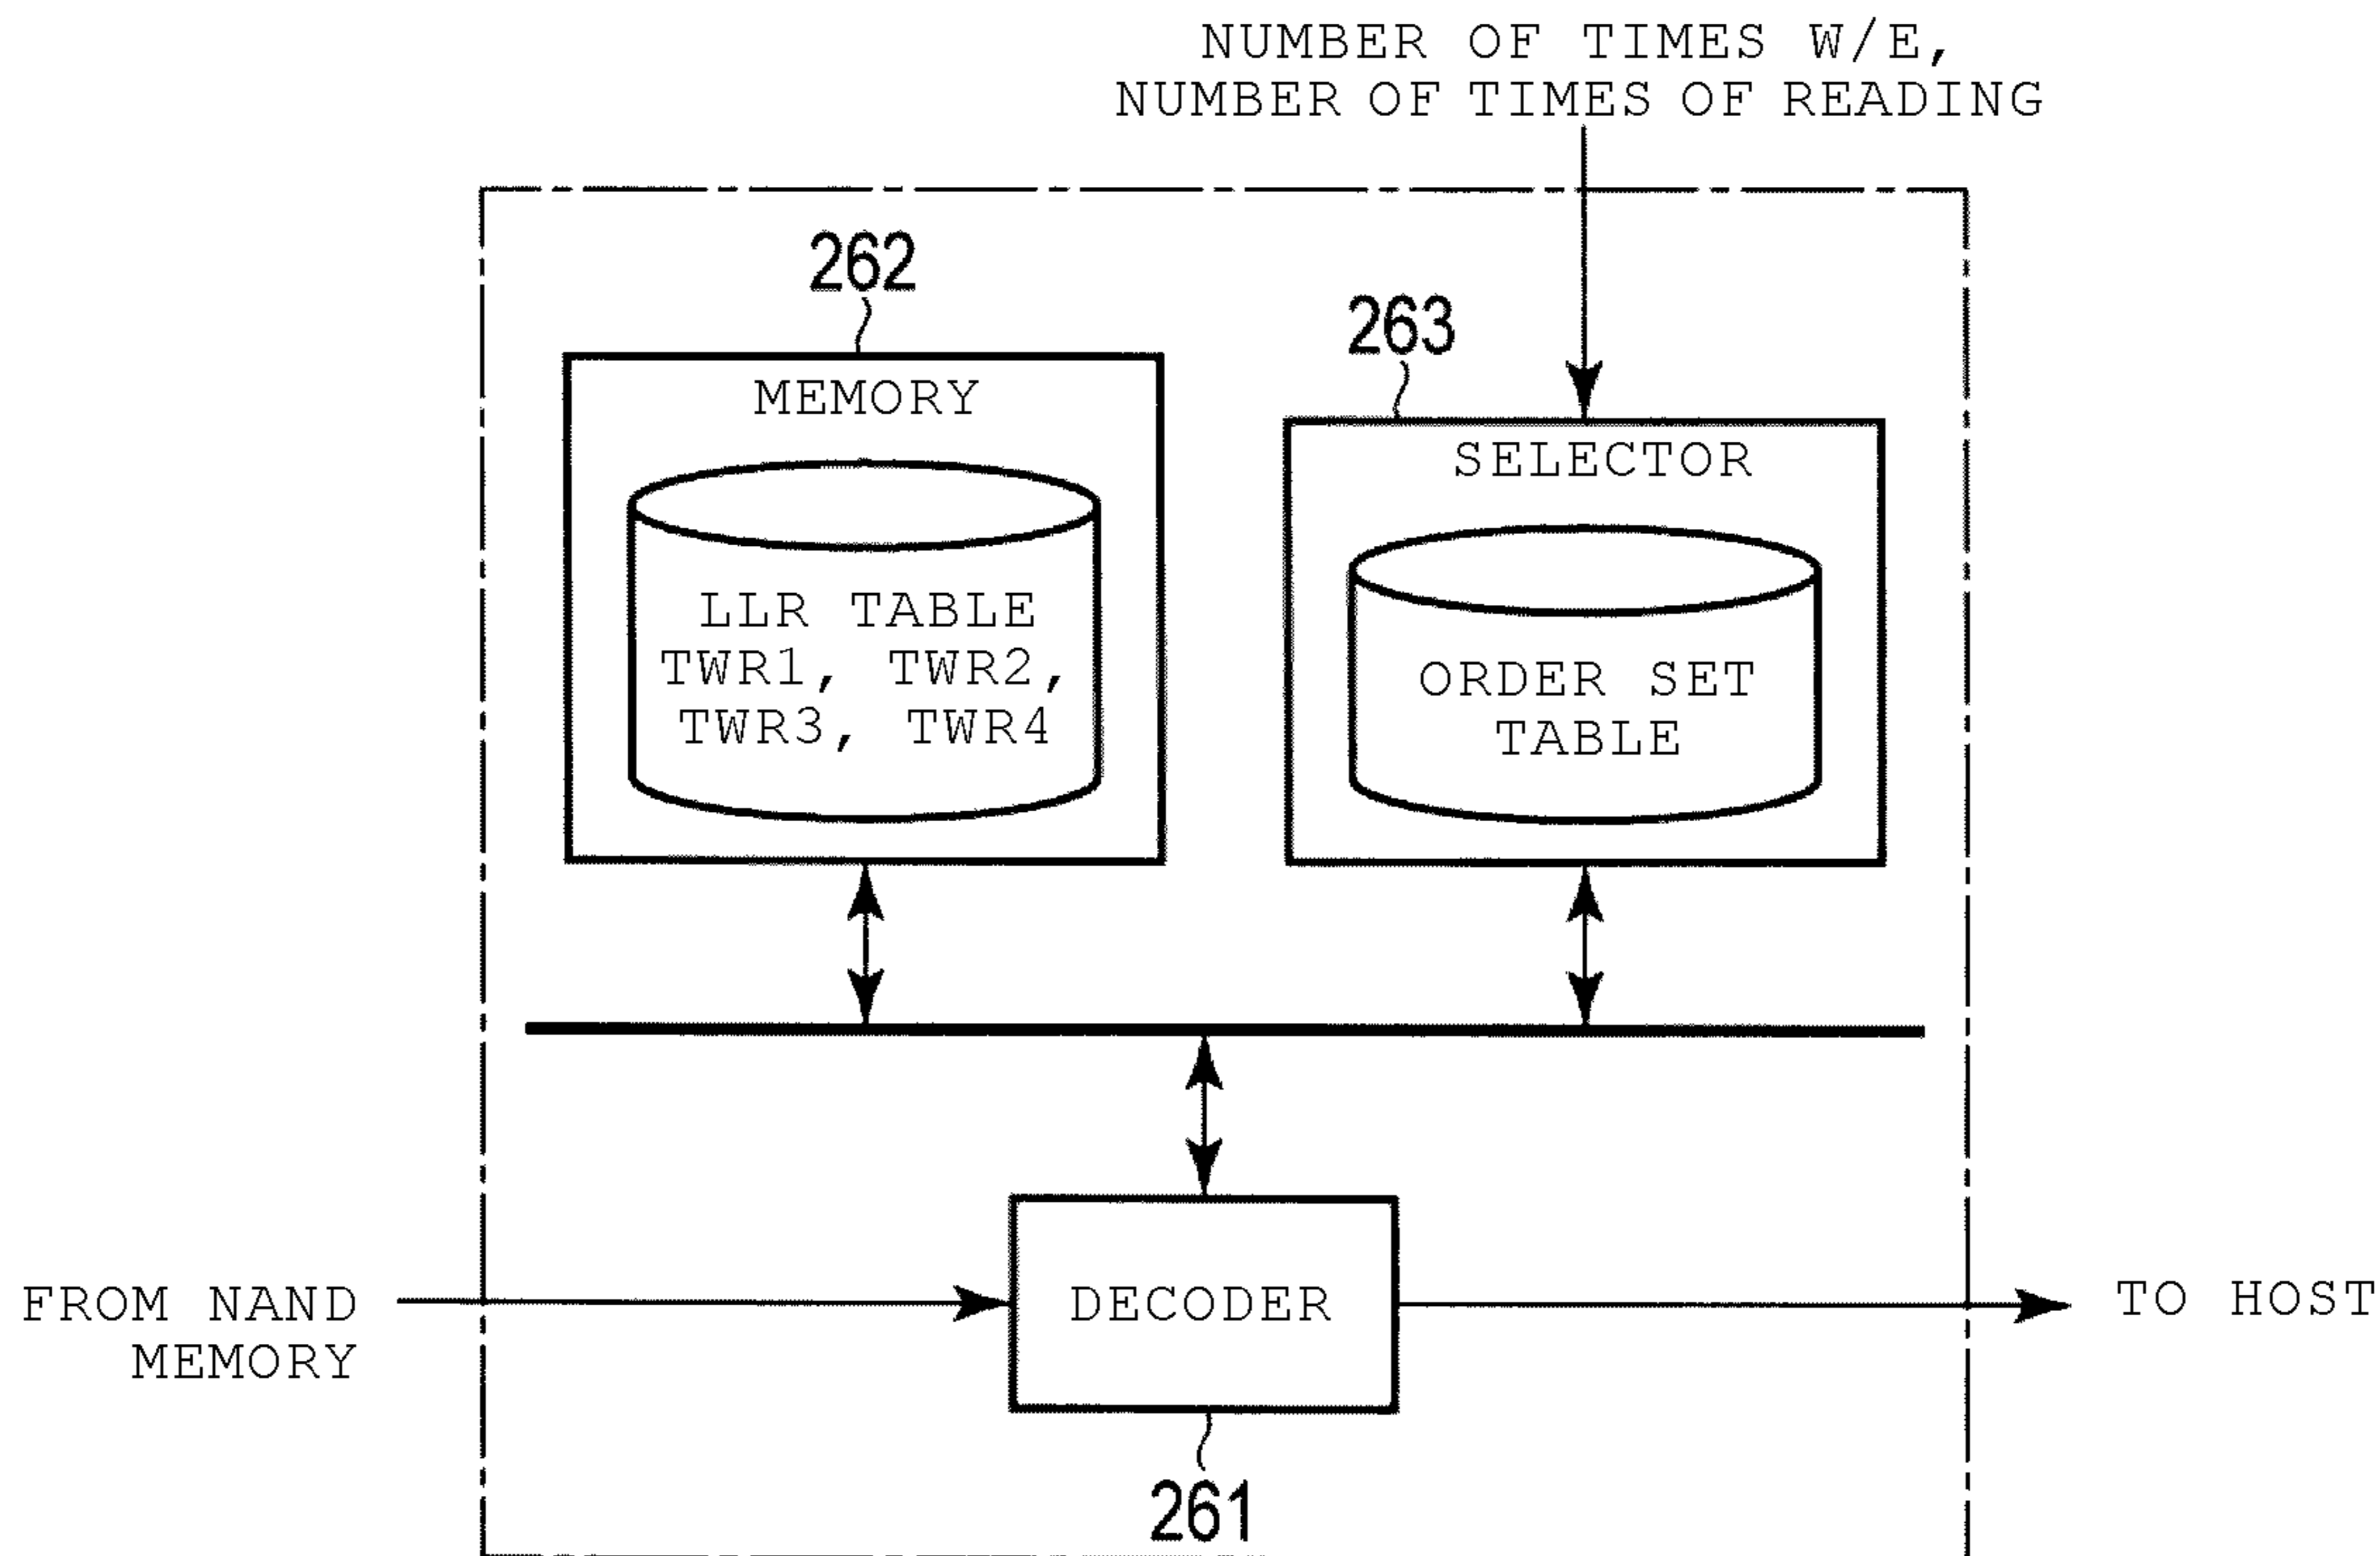 NUMBER OF TIMES W/E,
NUMBER OF TIMES OF READING
262
263
MEMORY
SELECTOR
LLR TABLE
TWR1, TWR2,
TWR3, TWR4
ORDER SET
TABLE
FROM NAND
MEMORY
DECODER
TO HOST
261